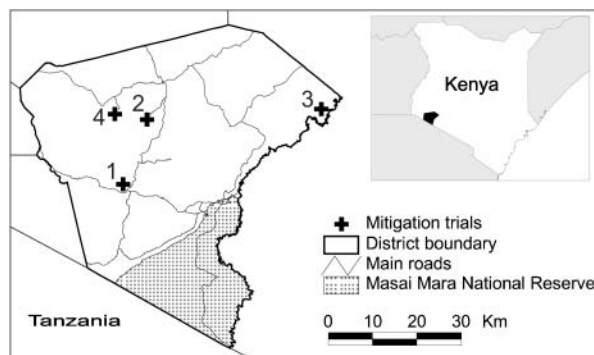 Kenya
3
2
4
1
Mitigation trials
District boundary
Main roads
Masai Mara National Reserve
Tanzania
0 10 20 30 Km